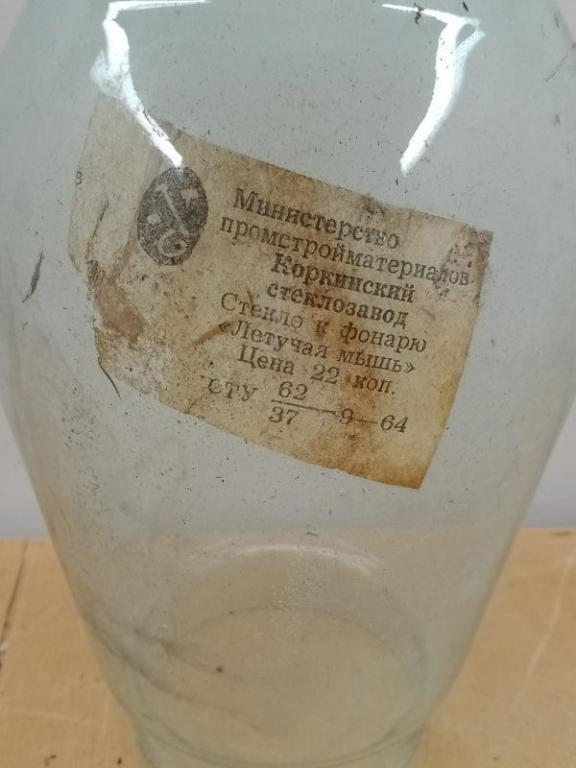 в
Министерство
промстройматериалов
Коркинский
стеклозавод
Стекло к фонарю
«Летучая мышь»
Цена 22 коп.
СТУ 62/37—9—64